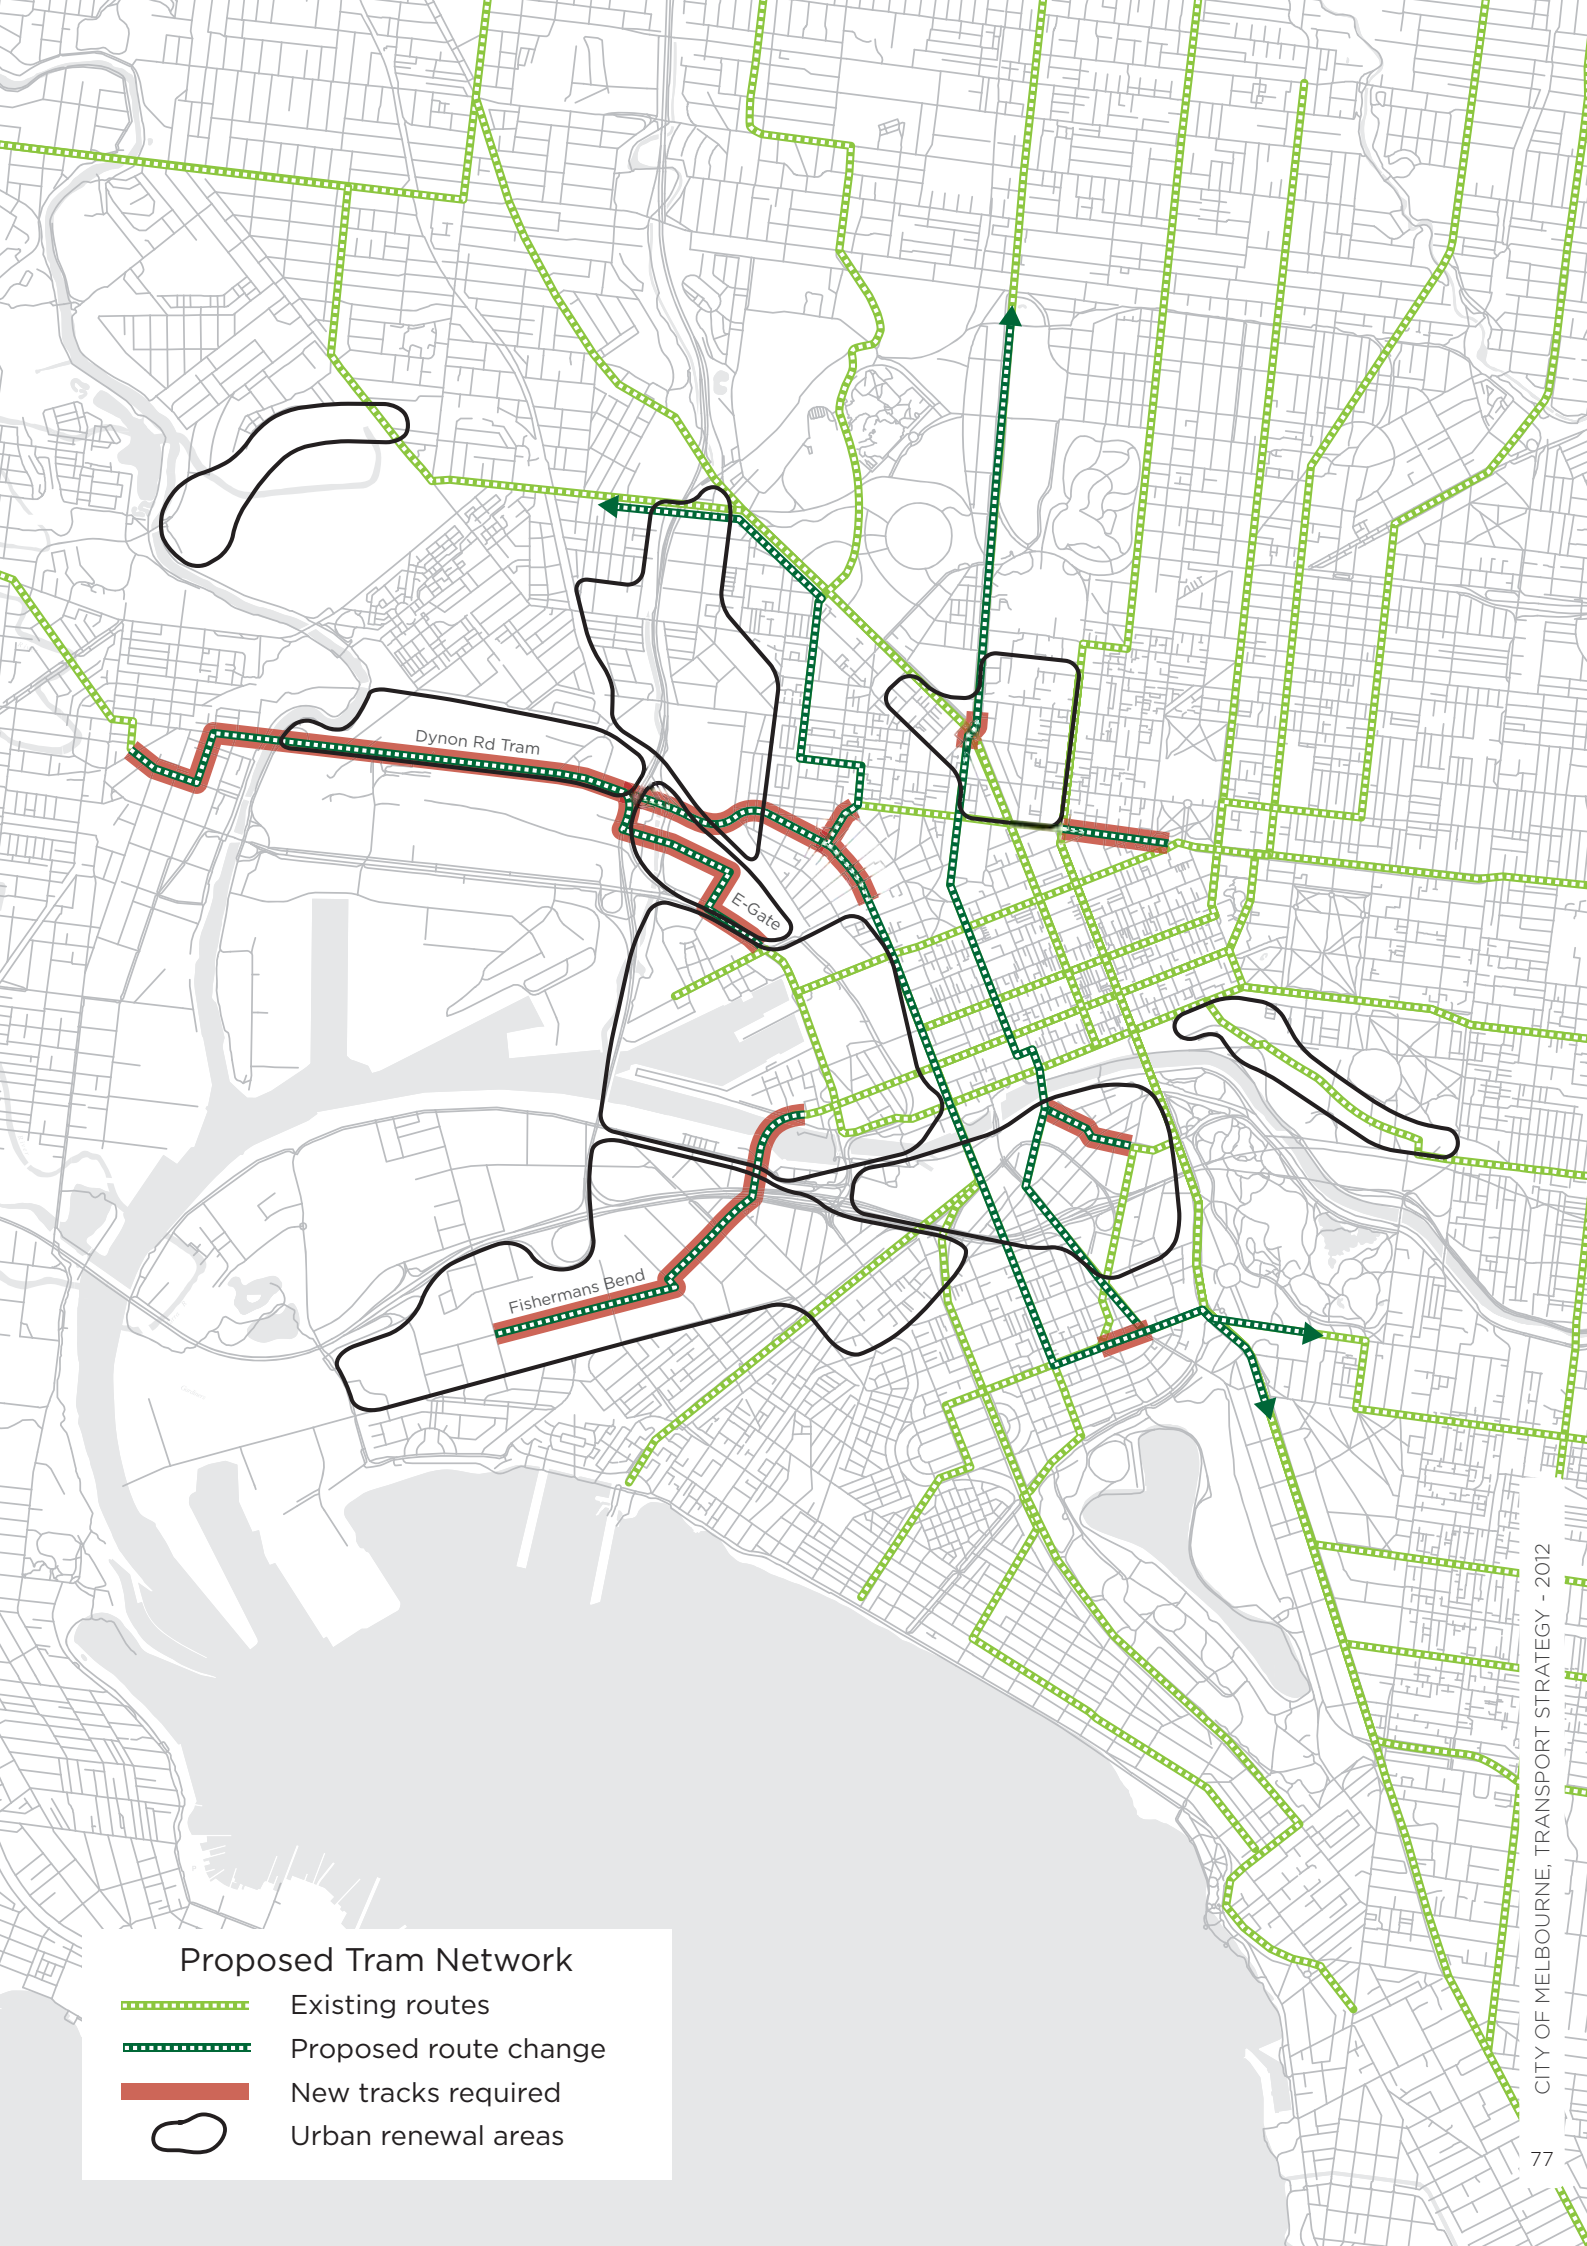 Dynon Rd Tram
E-Gate
Fishermans Bend
Proposed Tram Network
Existing routes
Proposed route change
New tracks required
Urban renewal areas
CITY OF MELBOURNE, TRANSPORT STRATEGY - 2012
77